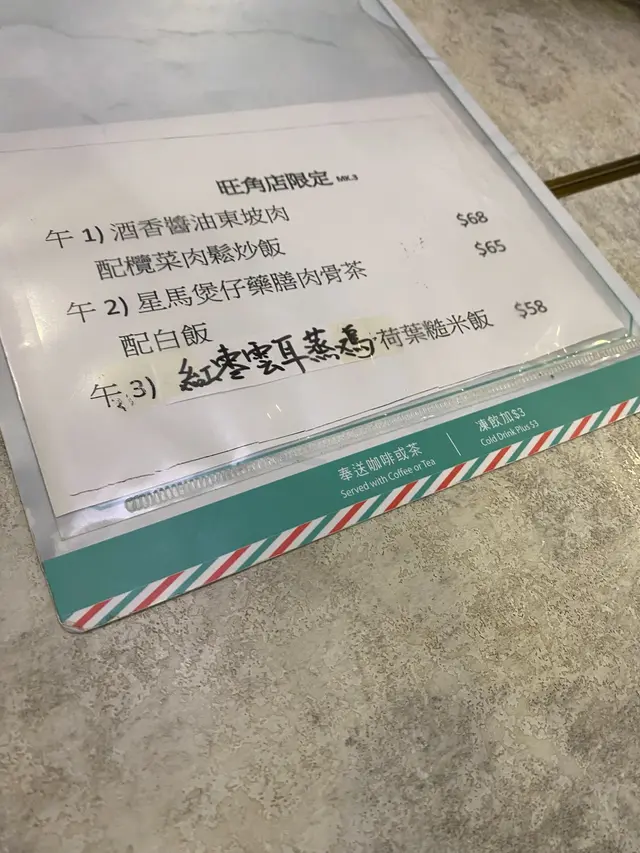 旺角店限定 MK.3
午 1) 酒香醬油東坡肉 $68
配欖菜肉鬆炒飯
午 2) 星馬煲仔藥膳肉骨茶 $65
配白飯
午 3) 紅棗雲耳蒸鷄 荷葉糙米飯 $58
奉送咖啡或茶 凍飲加$3
Served with Coffee or Tea Cold Drink Plus $3